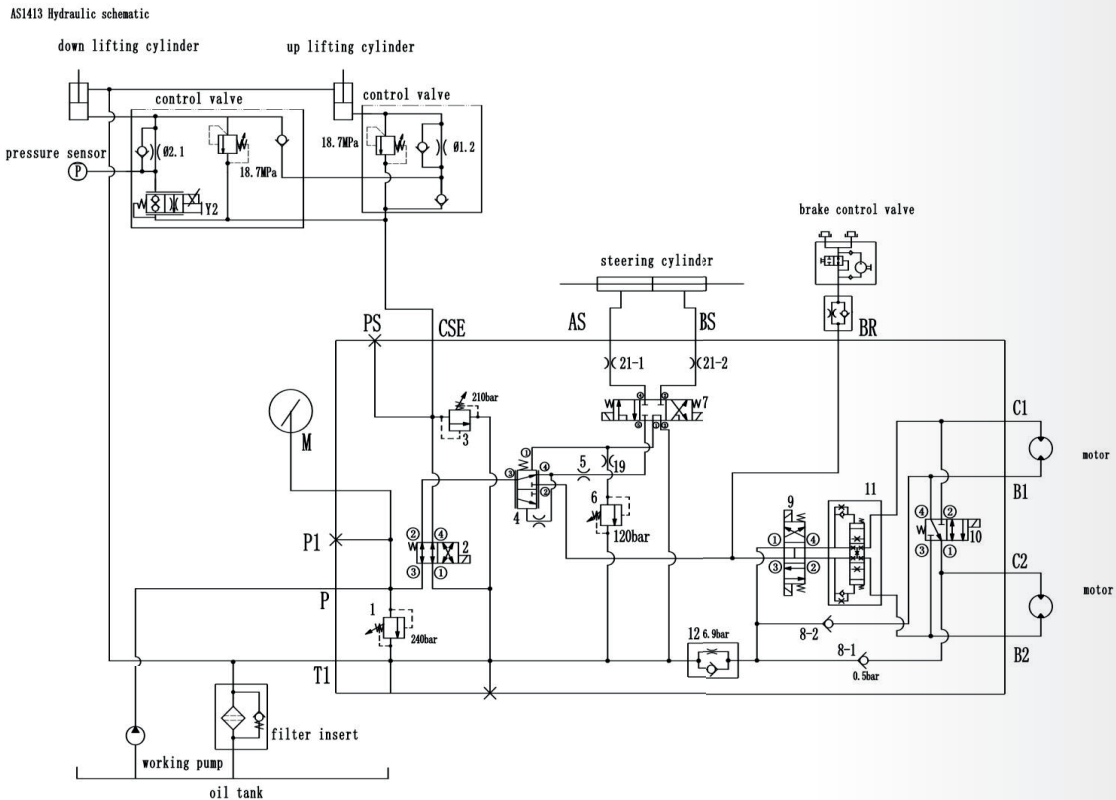 AS1413 Hydraulic schematic
down lifting cylinder
up lifting cylinder
control valve
control valve
pressure sensor
P
Ø2.1
18.7MPa
Y2
18.7MPa
Ø1.2
brake control valve
steering cylinder
PS
CSE
AS
BS
BR
21-1
21-2
7
④
②
③
①
210bar
3
M
C1
motor
B1
①
③
④
②
4
5
19
6
120bar
9
①
④
③
②
11
④
②
③
①
10
P1
②
④
③
①
2
C2
motor
P
1
240bar
8-2
12
6.9bar
8-1
0.5bar
B2
T1
filter insert
working pump
oil tank